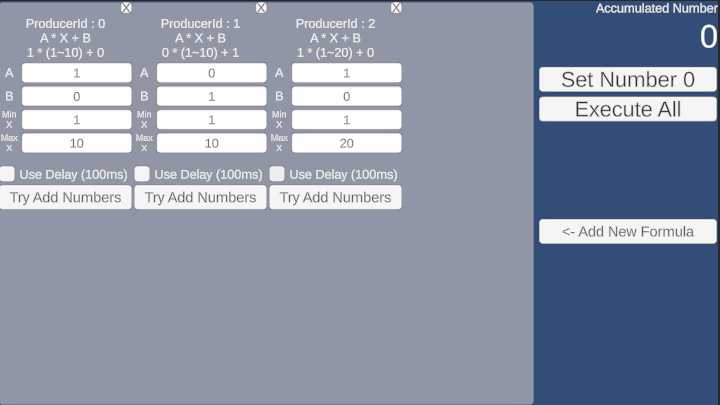 X
ProducerId : 0
A * X + B
1 * (1~10) + 0
A 1
B 0
Min X 1
Max X 10
Use Delay (100ms)
Try Add Numbers
X
ProducerId : 1
A * X + B
0 * (1~10) + 1
A 0
B 1
Min X 1
Max X 10
Use Delay (100ms)
Try Add Numbers
X
ProducerId : 2
A * X + B
1 * (1~20) + 0
A 1
B 0
Min X 1
Max X 20
Use Delay (100ms)
Try Add Numbers
Accumulated Number
0
Set Number 0
Execute All
<- Add New Formula